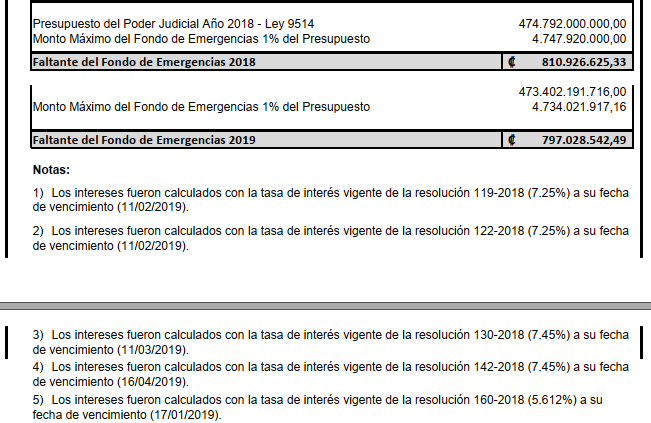 Presupuesto del Poder Judicial Año 2018 - Ley 9514 474.792.000.000,00
Monto Máximo del Fondo de Emergencias 1% del Presupuesto 4.747.920.000,00
Faltante del Fondo de Emergencias 2018 ₡ 810.926.625,33
473.402.191.716,00
Monto Máximo del Fondo de Emergencias 1% del Presupuesto 4.734.021.917,16
Faltante del Fondo de Emergencias 2019 ₡ 797.028.542,49
Notas:
1) Los intereses fueron calculados con la tasa de interés vigente de la resolución 119-2018 (7.25%) a su fecha
de vencimiento (11/02/2019).
2) Los intereses fueron calculados con la tasa de interés vigente de la resolución 122-2018 (7.25%) a su fecha
de vencimiento (11/02/2019).
3) Los intereses fueron calculados con la tasa de interés vigente de la resolución 130-2018 (7.45%) a su fecha
de vencimiento (11/03/2019).
4) Los intereses fueron calculados con la tasa de interés vigente de la resolución 142-2018 (7.45%) a su fecha
de vencimiento (16/04/2019).
5) Los intereses fueron calculados con la tasa de interés vigente de la resolución 160-2018 (5.612%) a su
fecha de vencimiento (17/01/2019).